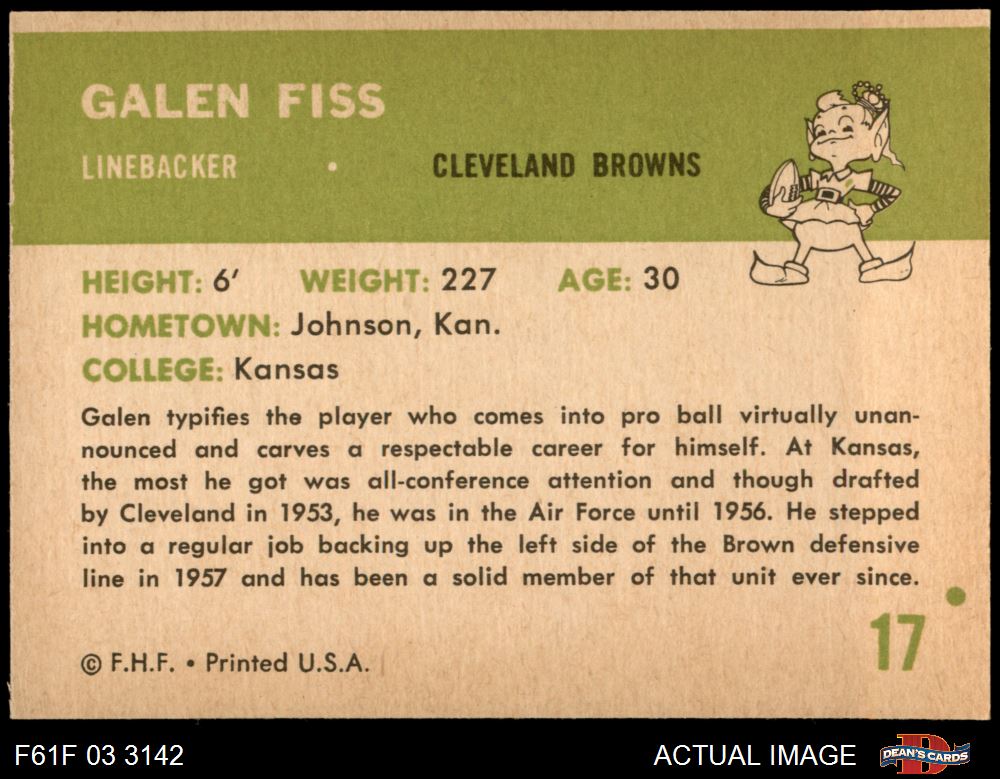 GALEN FISS
LINEBACKER • CLEVELAND BROWNS
HEIGHT: 6' WEIGHT: 227 AGE: 30
HOMETOWN: Johnson, Kan.
COLLEGE: Kansas
Galen typifies the player who comes into pro ball virtually unan-
nounced and carves a respectable career for himself. At Kansas,
the most he got was all-conference attention and though drafted
by Cleveland in 1953, he was in the Air Force until 1956. He stepped
into a regular job backing up the left side of the Brown defensive
line in 1957 and has been a solid member of that unit ever since.
17
© F.H.F. • Printed U.S.A.
F61F 03 3142 ACTUAL IMAGE DEAN'S CARDS